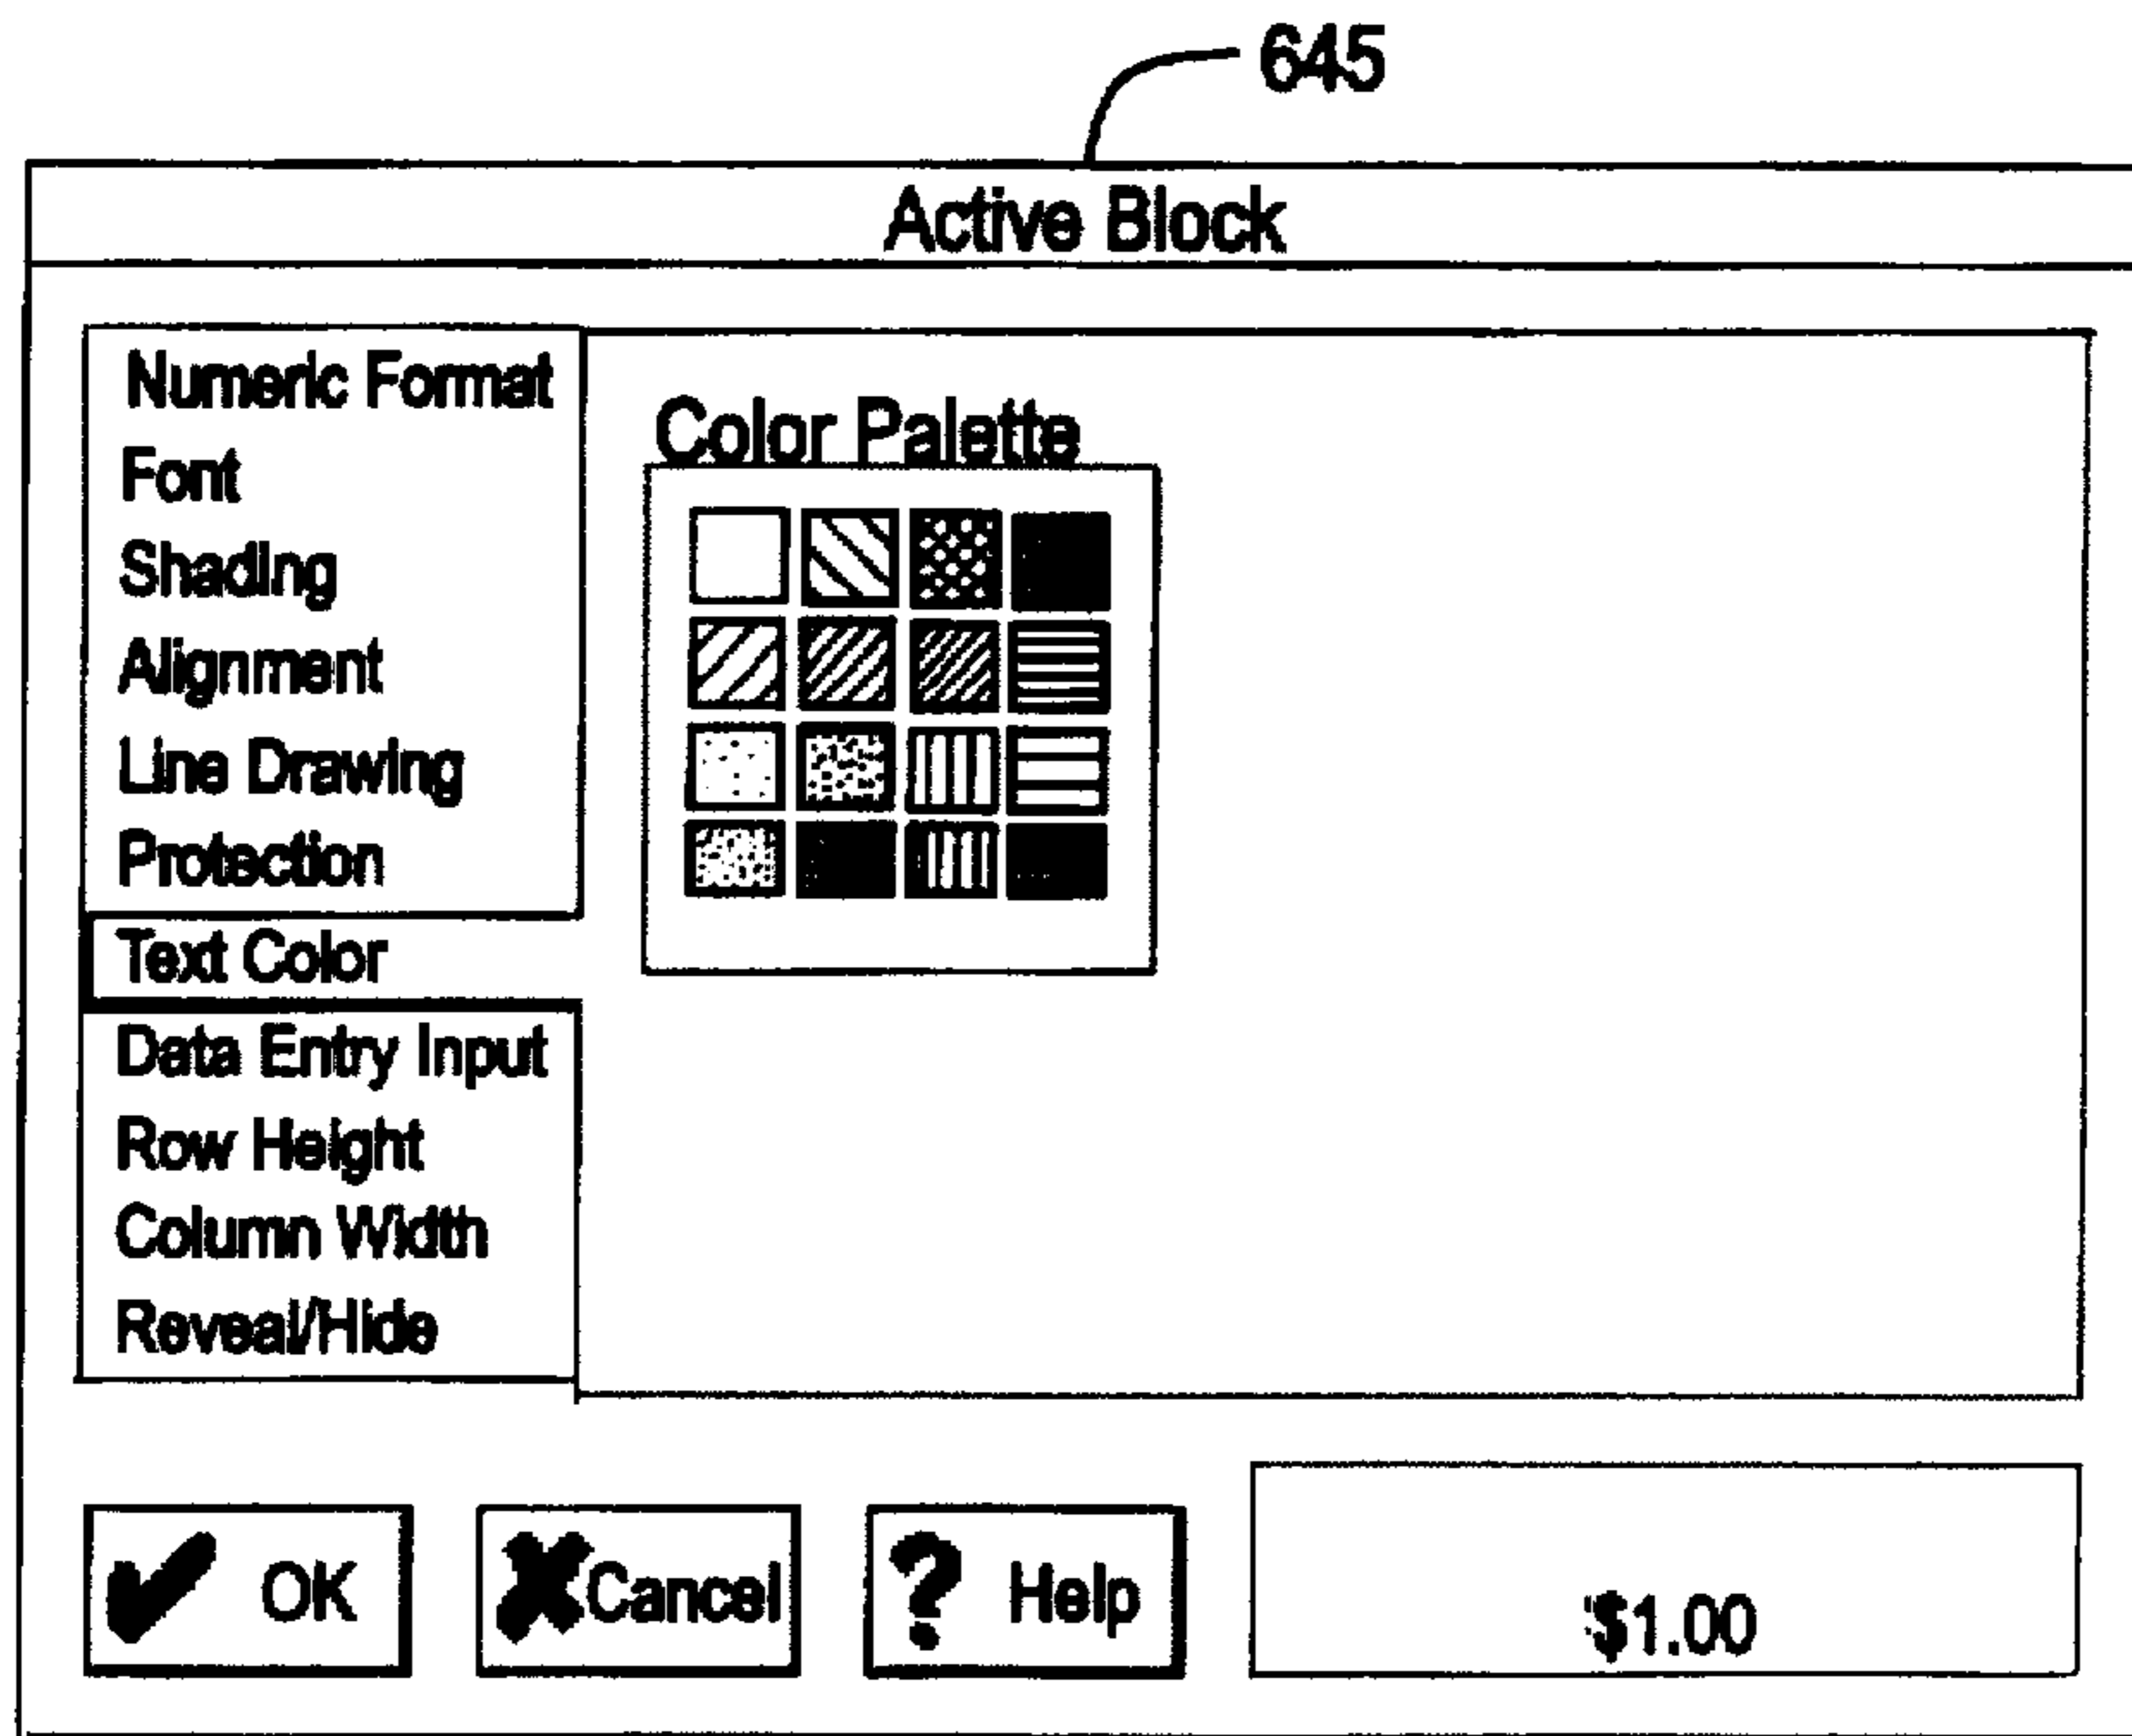 645
Active Block
Numeric Format
Font
Shading
Alignment
Line Drawing
Protection
Text Color
Data Entry Input
Row Height
Column Width
Reveal/Hide
Color Palette
OK
Cancel
? Help
$1.00